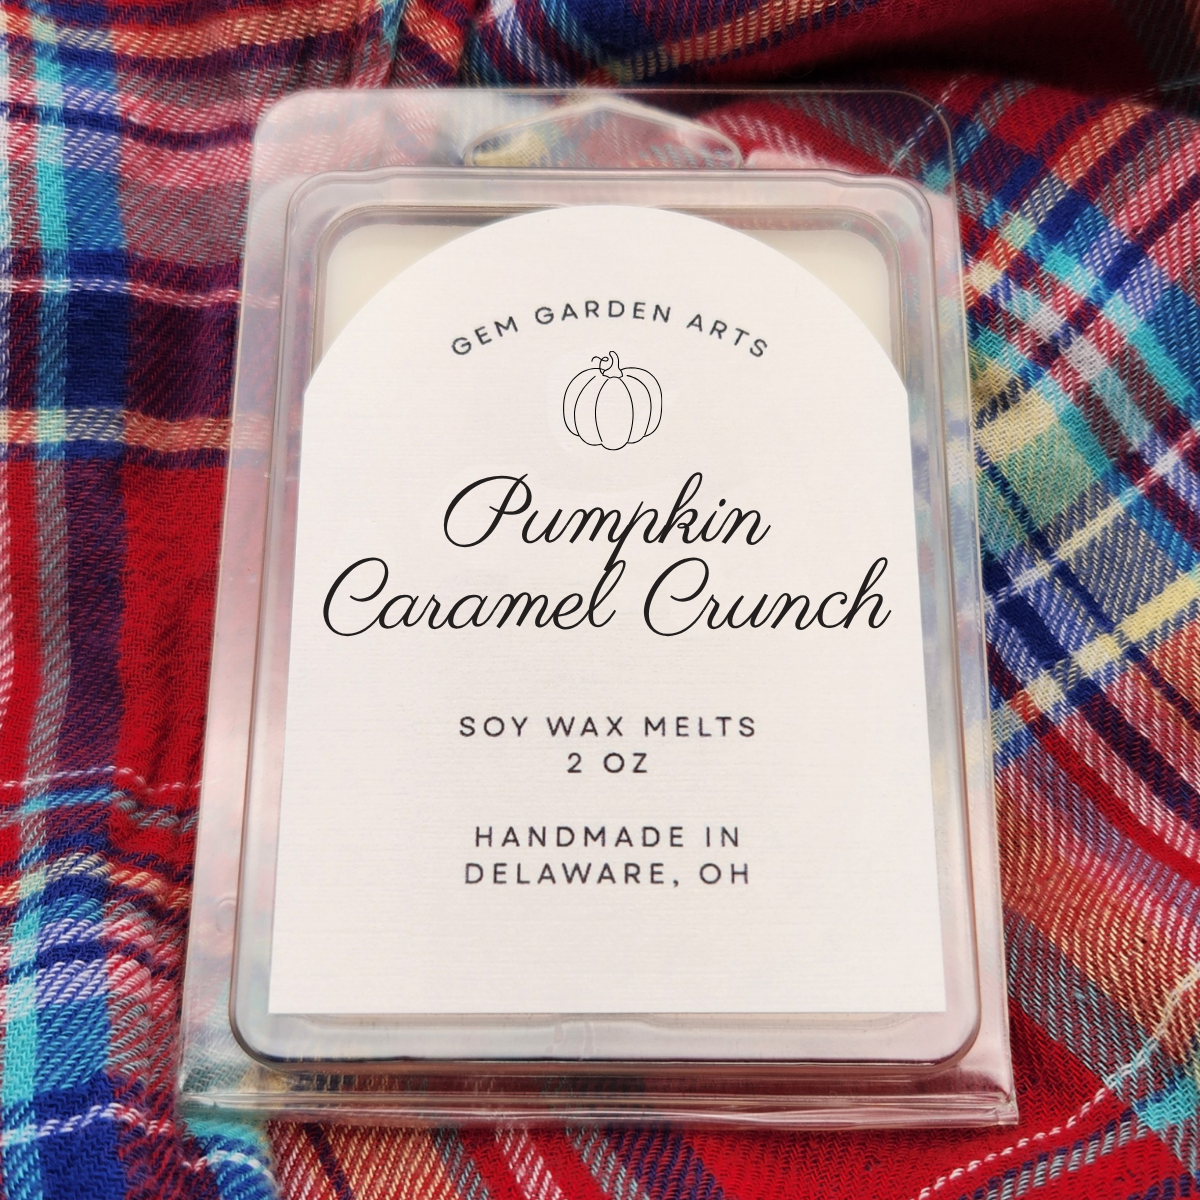 GEM GARDEN ARTS
Pumpkin
Caramel Crunch
SOY WAX MELTS
2 OZ
HANDMADE IN
DELAWARE, OH